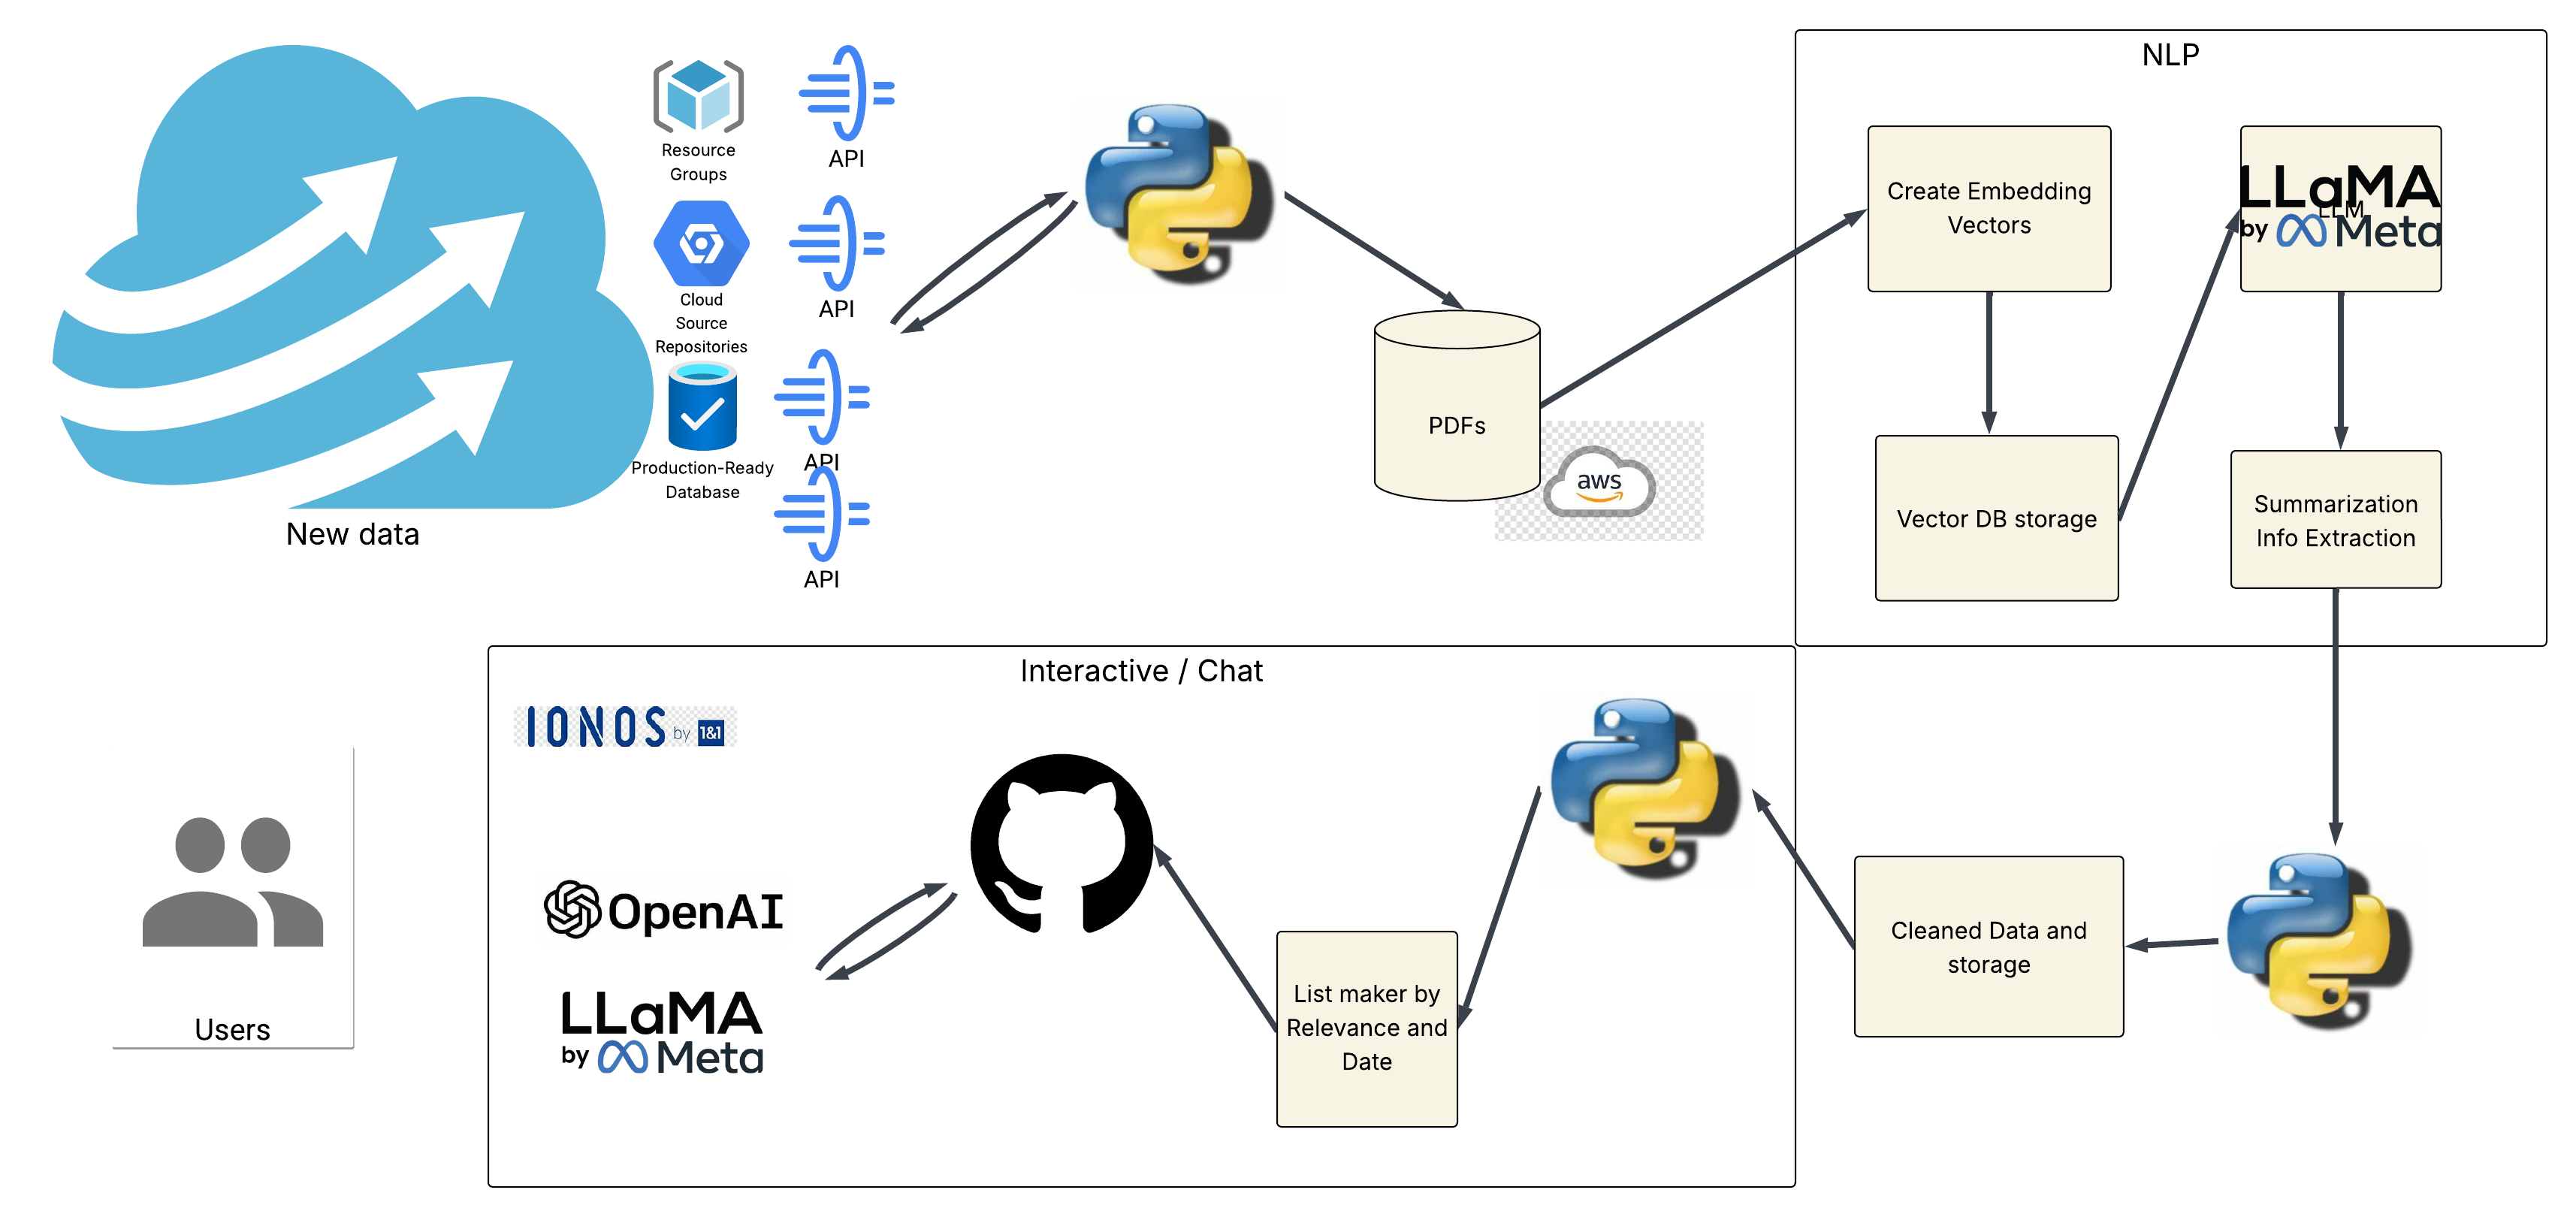 NLP
Resource
Groups
API
Cloud
Source
Repositories
API
Production-Ready
Database
API
API
New data
PDFs
aws
Create Embedding
Vectors
LLaMA
LLM
by Meta
Vector DB storage
Summarization
Info Extraction
Interactive / Chat
IONOS by 1&1
OpenAI
LLaMA
by Meta
List maker by
Relevance and
Date
Cleaned Data and
storage
Users